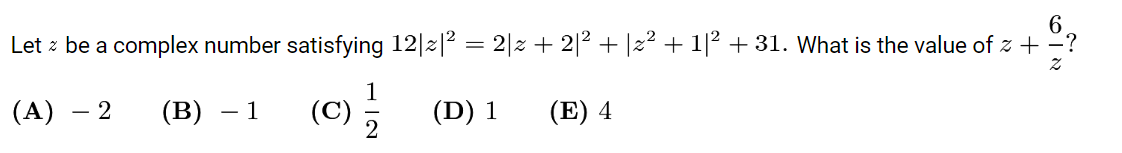 Let z be a complex number satisfying 12|z|² = 2|z + 2|² + |z² + 1|² + 31. What is the value of z + 6/z?
(A) − 2 (B) − 1 (C) 1/2 (D) 1 (E) 4